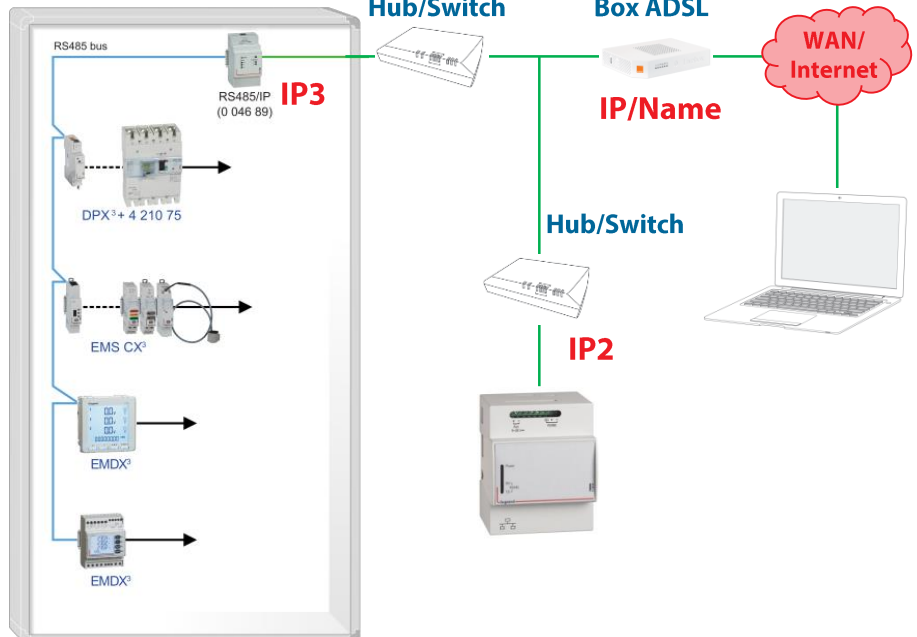 Hub/Switch
Box ADSL
RS485 bus
WAN/
Internet
RS485/IP
(0 046 89)
IP3
IP/Name
DPX³ + 4 210 75
Hub/Switch
EMS CX³
IP2
EMDX³
EMDX³